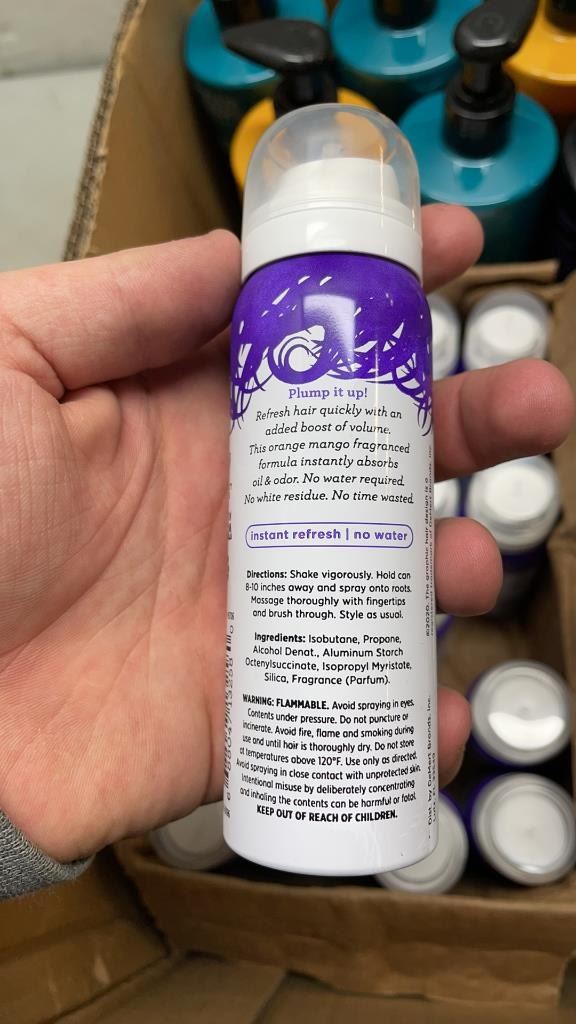 Plump it up!
Refresh hair quickly with an
added boost of volume.
This orange mango fragranced
formula instantly absorbs
oil & odor. No water required.
No white residue. No time wasted.
instant refresh | no water
Directions: Shake vigorously. Hold can
8-10 inches away and spray onto roots.
Massage thoroughly with fingertips
and brush through. Style as usual.
Ingredients: Isobutane, Propane,
Alcohol Denat., Aluminum Starch
Octenylsuccinate, Isopropyl Myristate,
Silica, Fragrance (Parfum).
WARNING: FLAMMABLE. Avoid spraying in eyes.
Contents under pressure. Do not puncture or
incinerate. Avoid fire, flame and smoking during
use and until hair is thoroughly dry. Do not store
at temperatures above 120°F. Use only as directed.
Avoid spraying in close contact with unprotected skin.
Intentional misuse by deliberately concentrating
and inhaling the contents can be harmful or fatal.
KEEP OUT OF REACH OF CHILDREN.
©2020. The graphic hair design is a